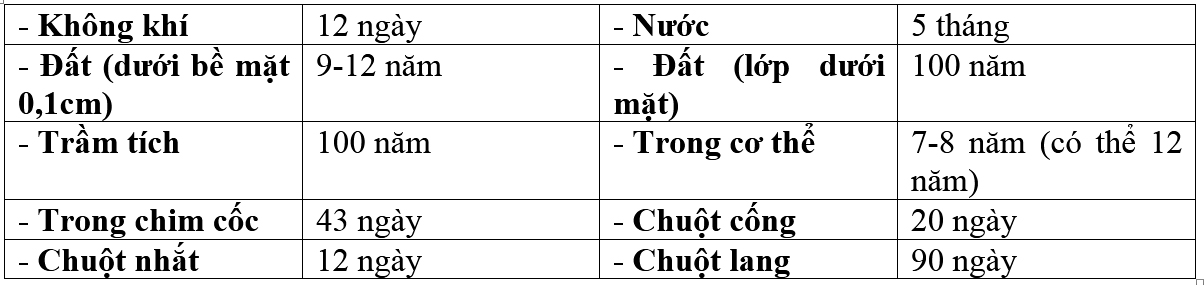 - Không khí 12 ngày - Nước 5 tháng
- Đất (dưới bề mặt 9-12 năm - Đất (lớp dưới 100 năm
0,1cm) mặt)
- Trầm tích 100 năm - Trong cơ thể 7-8 năm (có thể 12
năm)
- Trong chim cốc 43 ngày - Chuột cống 20 ngày
- Chuột nhắt 12 ngày - Chuột lang 90 ngày